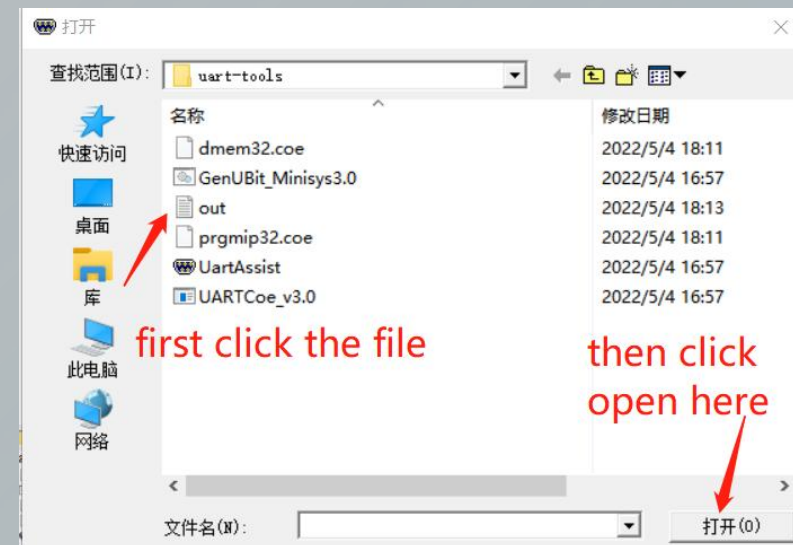 打开
查找范围(I):
uart-tools
名称
修改日期
快速访问
dmem32.coe
2022/5/4 18:11
GenUBit_Minisys3.0
2022/5/4 16:57
桌面
out
2022/5/4 18:13
prgmip32.coe
2022/5/4 18:11
UartAssist
2022/5/4 16:57
库
UARTCoe_v3.0
2022/5/4 16:57
first click the file
then click
open here
此电脑
网络
文件名(N):
打开(O)